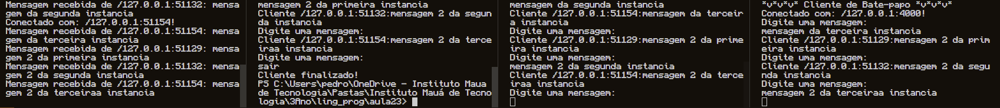 Mensagem recebida de /127.0.0.1:51132: mensa
gem da segunda instancia
Conectado com: /127.0.0.1:51154!
Mensagem recebida de /127.0.0.1:51154: mensa
gem da terceira instancia
Mensagem recebida de /127.0.0.1:51129: mensa
gem 2 da primeira instancia
Mensagem recebida de /127.0.0.1:51132: mensa
gem 2 da segunda instancia
Mensagem recebida de /127.0.0.1:51154: mensa
gem 2 da terceiraa instancia
mensagem 2 da primeira instancia
Cliente /127.0.0.1:51132:mensagem 2 da segun
da instancia
Digite uma mensagem:
Cliente /127.0.0.1:51154:mensagem 2 da terce
iraa instancia
Digite uma mensagem:
sair
Cliente finalizado!
PS C:\Users\pedro\OneDrive - Instituto Maua
de Tecnologia\Pastas\Instituto Mauá de Tecno
logia\3Ano\ling_prog\aula23>
mensagem da segunda instancia
Cliente /127.0.0.1:51154:mensagem da terceir
a instancia
Digite uma mensagem:
Cliente /127.0.0.1:51129:mensagem 2 da prime
ira instancia
Digite uma mensagem:
mensagem 2 da segunda instancia
Cliente /127.0.0.1:51154:mensagem 2 da terce
iraa instancia
Digite uma mensagem:
*v*v*v* Cliente de Bate-papo *v*v*v*
Conectado com: /127.0.0.1:4000!
Digite uma mensagem:
mensagem da terceira instancia
Cliente /127.0.0.1:51129:mensagem 2 da prim
eira instancia
Digite uma mensagem:
Cliente /127.0.0.1:51132:mensagem 2 da segu
nda instancia
Digite uma mensagem:
mensagem 2 da terceiraa instancia